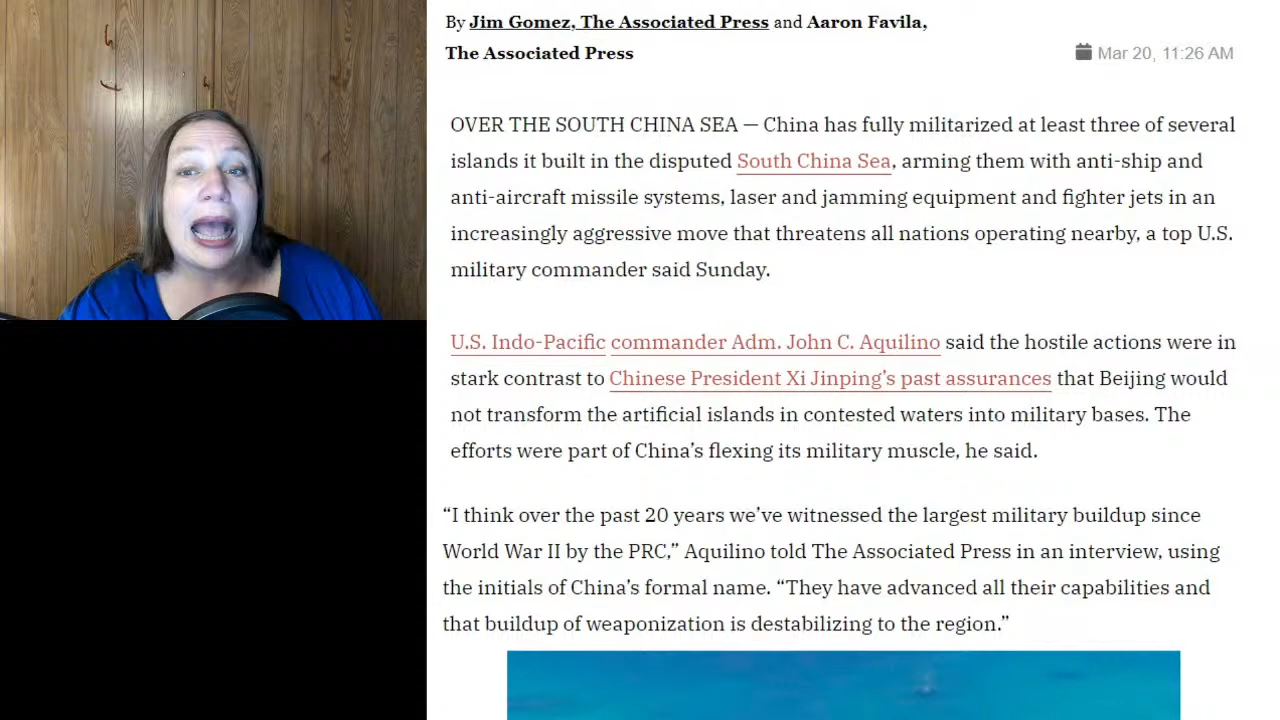 By Jim Gomez, The Associated Press and Aaron Favila,
The Associated Press
Mar 20, 11:26 AM
OVER THE SOUTH CHINA SEA — China has fully militarized at least three of several
islands it built in the disputed South China Sea, arming them with anti-ship and
anti-aircraft missile systems, laser and jamming equipment and fighter jets in an
increasingly aggressive move that threatens all nations operating nearby, a top U.S.
military commander said Sunday.
U.S. Indo-Pacific commander Adm. John C. Aquilino said the hostile actions were in
stark contrast to Chinese President Xi Jinping’s past assurances that Beijing would
not transform the artificial islands in contested waters into military bases. The
efforts were part of China’s flexing its military muscle, he said.
“I think over the past 20 years we’ve witnessed the largest military buildup since
World War II by the PRC,” Aquilino told The Associated Press in an interview, using
the initials of China’s formal name. “They have advanced all their capabilities and
that buildup of weaponization is destabilizing to the region.”